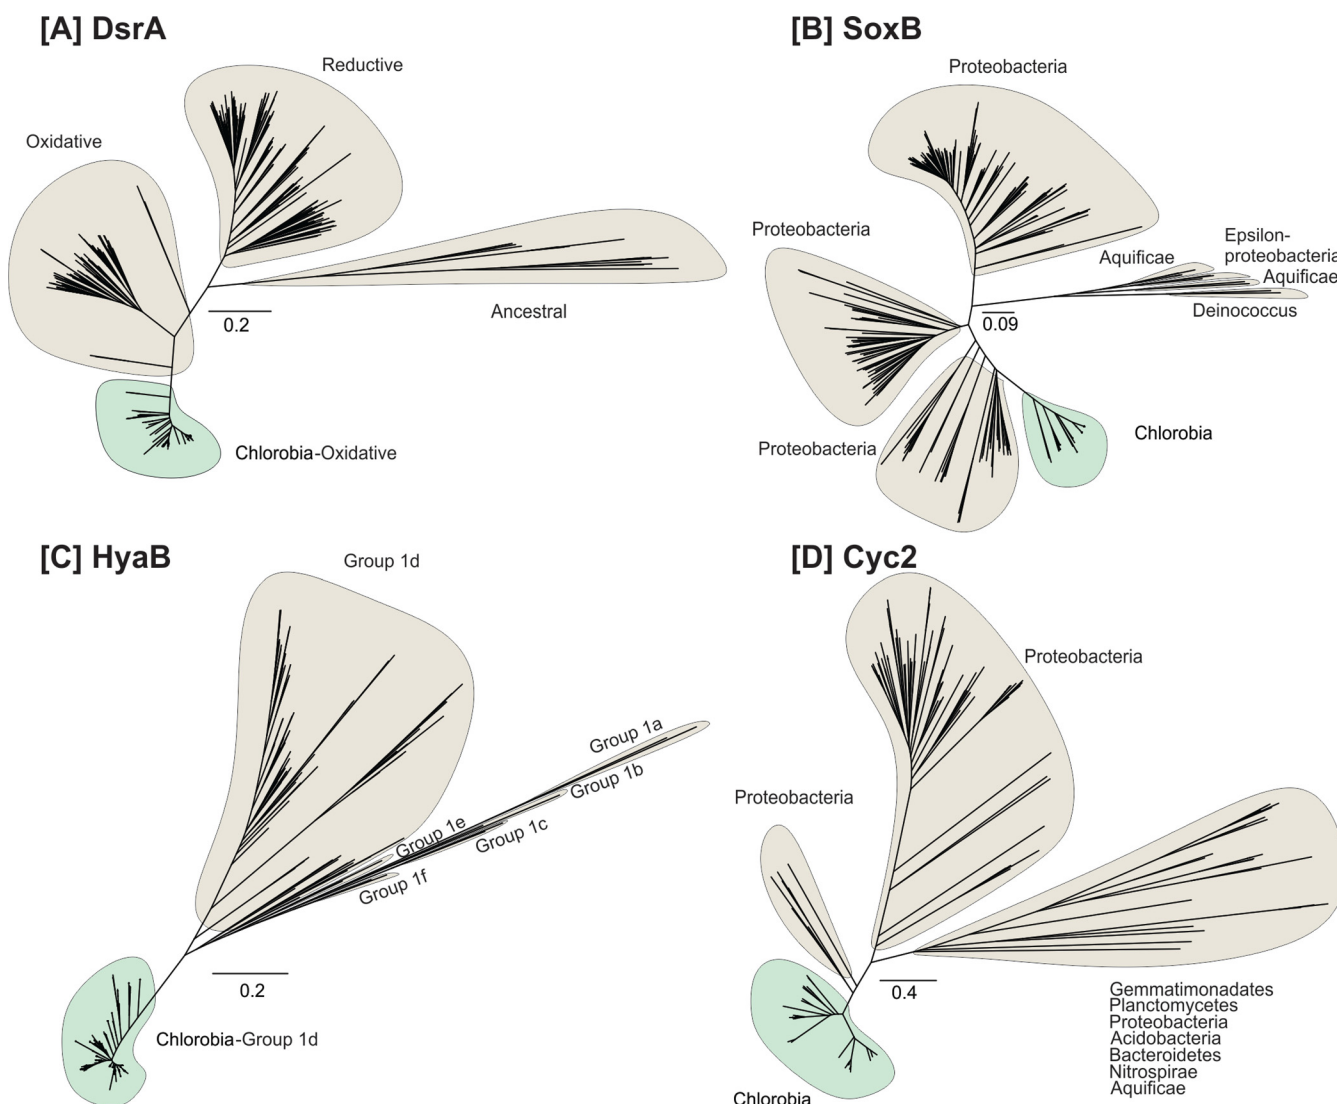 [A] DsrA
Reductive
Oxidative
0.2
Ancestral
Chlorobia-Oxidative
[B] SoxB
Proteobacteria
Proteobacteria
Aquificae
Epsilon-
proteobacteria
Aquificae
Deinococcus
0.09
Proteobacteria
Chlorobia
[C] HyaB
Group 1d
Group 1a
Group 1b
Group 1e
Group 1c
Group 1f
0.2
Chlorobia-Group 1d
[D] Cyc2
Proteobacteria
Proteobacteria
0.4
Gemmatimonadates
Planctomycetes
Proteobacteria
Acidobacteria
Bacteroidetes
Nitrospirae
Aquificae
Chlorobia